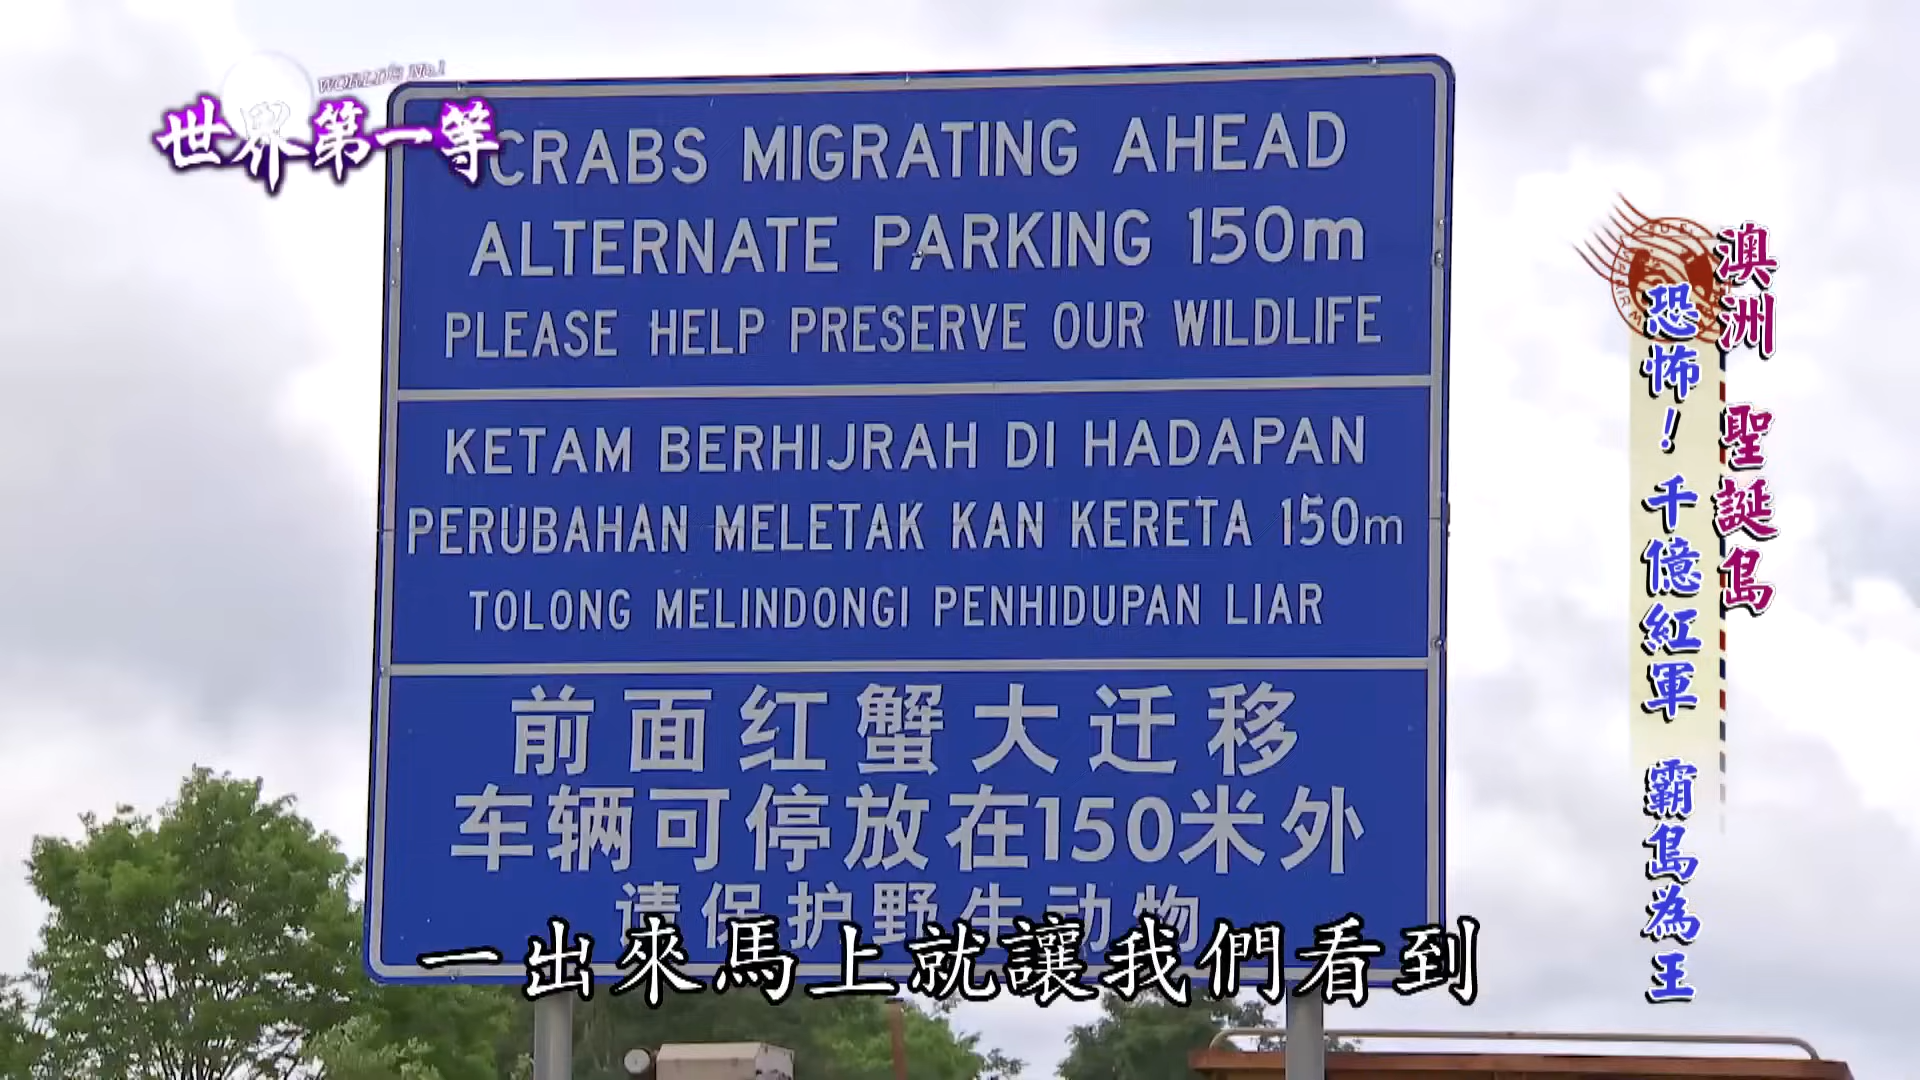 WORLD'S No.1
世界第一等
CRABS MIGRATING AHEAD
ALTERNATE PARKING 150m
PLEASE HELP PRESERVE OUR WILDLIFE
KETAM BERHIJRAH DI HADAPAN
PERUBAHAN MELETAK KAN KERETA 150m
TOLONG MELINDONGI PENHIDUPAN LIAR
前面红蟹大迁移
车辆可停放在150米外
请保护野生动物
澳洲 聖誕島
恐怖!千億紅軍 霸島為王
一出來馬上就讓我們看到